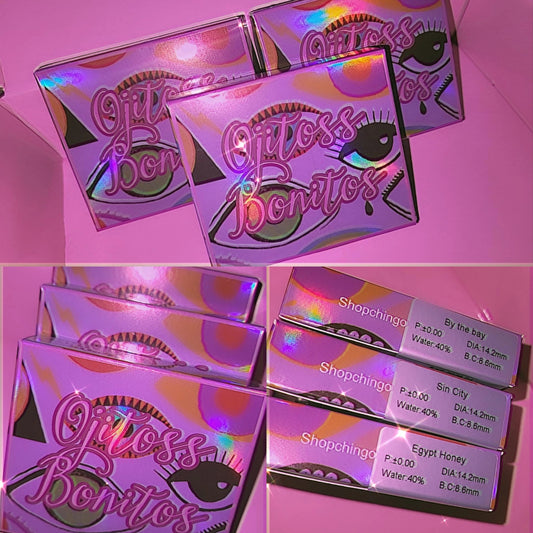 Ojitoss
Bonitos
Ojitoss
Bonitos
Ojitoss
Bonitos
Ojitoss
Bonitos
Shopchingo
By the bay
P:±0.00 DIA:14.2mm
Water:40% B.C:8.6mm
Shopchingo
Sin City
P:±0.00 DIA:14.2mm
Water:40% B.C:8.6mm
Shopchingo
Egypt Honey
P:±0.00 DIA:14.2mm
Water:40% B.C:8.6mm